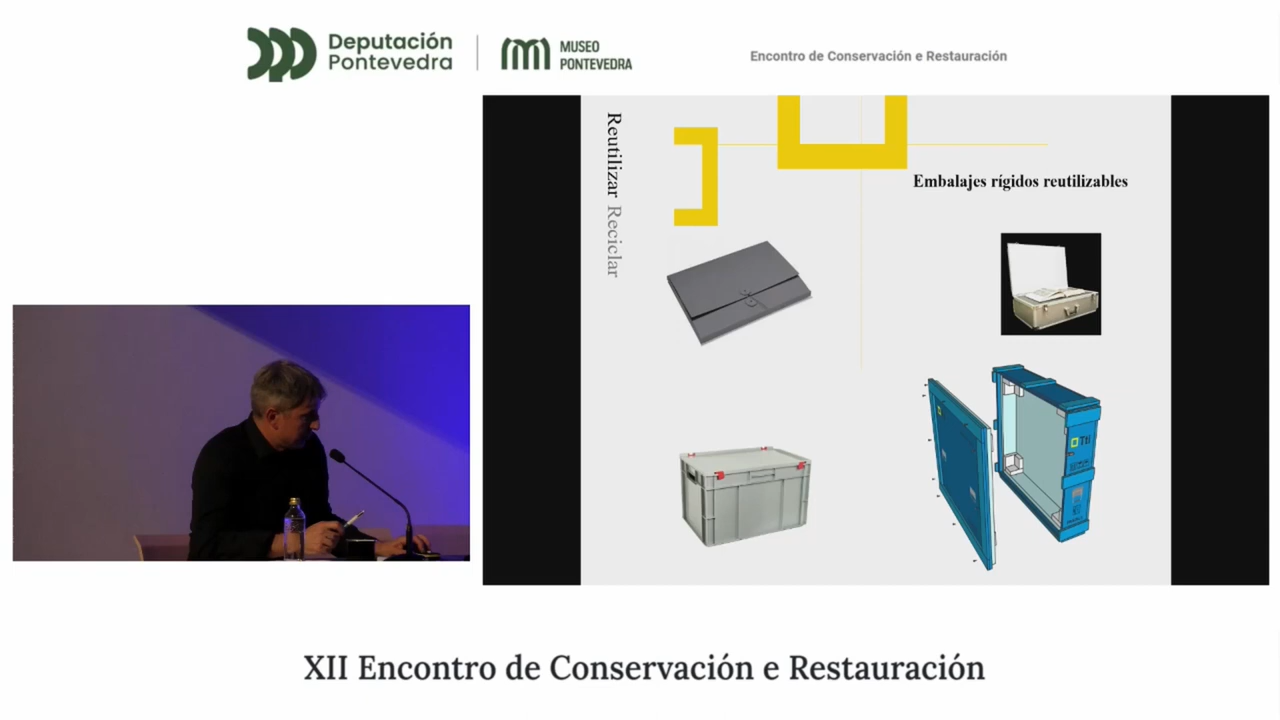 Deputación
Pontevedra
MUSEO
PONTEVEDRA
Encontro de Conservación e Restauración
Reutilizar Reciclar
Embalajes rígidos reutilizables
XII Encontro de Conservación e Restauración